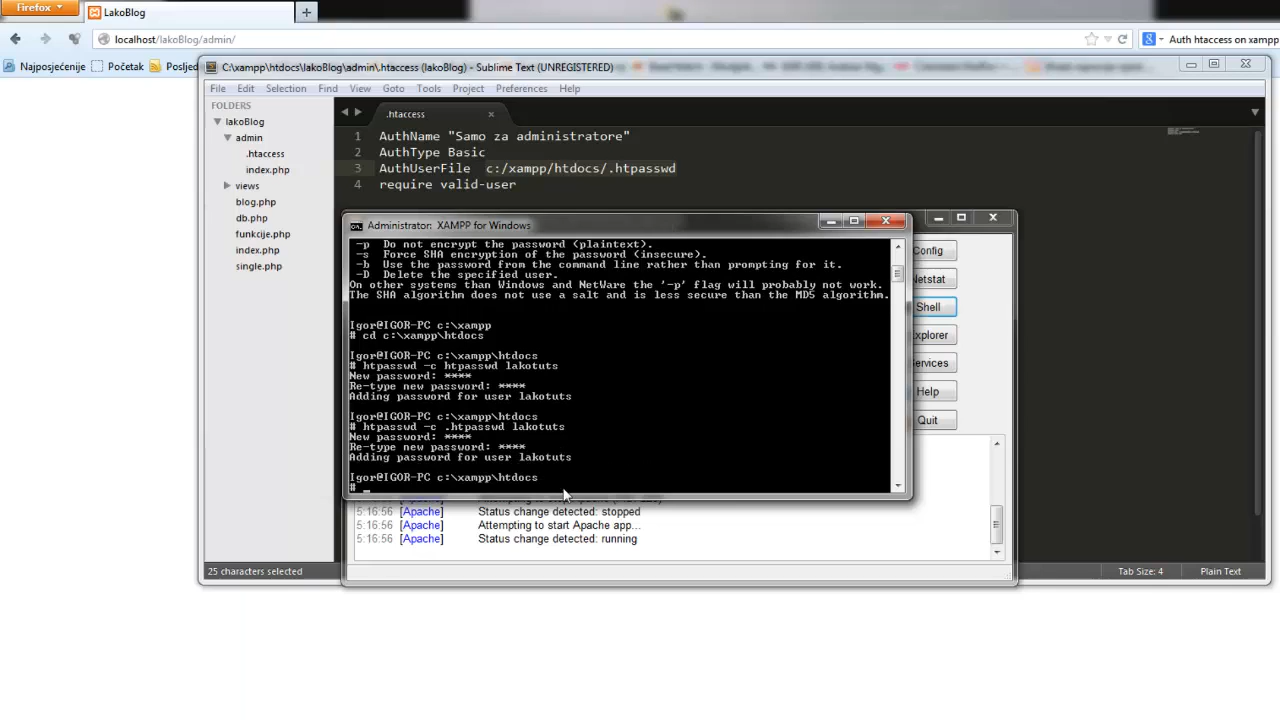 Firefox
LakoBlog
localhost/lakoBlog/admin/
Auth htaccess on xampp
Najposjećenije
Početak
Posljed
C:\xampp\htdocs\lakoBlog\admin\.htaccess (lakoBlog) - Sublime Text (UNREGISTERED)
File Edit Selection Find View Goto Tools Project Preferences Help
FOLDERS
lakoBlog
admin
.htaccess
index.php
views
blog.php
db.php
funkcije.php
index.php
single.php
.htaccess
1 AuthName "Samo za administratore"
2 AuthType Basic
3 AuthUserFile c:/xampp/htdocs/.htpasswd
4 require valid-user
Administrator: XAMPP for Windows
-p Do not encrypt the password (plaintext).
-s Force SHA encryption of the password (insecure).
-b Use the password from the command line rather than prompting for it.
-D Delete the specified user.
On other systems than Windows and NetWare the '-p' flag will probably not work.
The SHA algorithm does not use a salt and is less secure than the MD5 algorithm.
Igor@IGOR-PC c:\xampp
# cd c:\xampp\htdocs
Igor@IGOR-PC c:\xampp\htdocs
# htpasswd -c htpasswd lakotuts
New password: ****
Re-type new password: ****
Adding password for user lakotuts
Igor@IGOR-PC c:\xampp\htdocs
# htpasswd -c .htpasswd lakotuts
New password: ****
Re-type new password: ****
Adding password for user lakotuts
Igor@IGOR-PC c:\xampp\htdocs
#
Config
Netstat
Shell
Explorer
Services
Help
Quit
5:16:56 [Apache] Status change detected: stopped
5:16:56 [Apache] Attempting to start Apache app...
5:16:56 [Apache] Status change detected: running
25 characters selected
Tab Size: 4
Plain Text